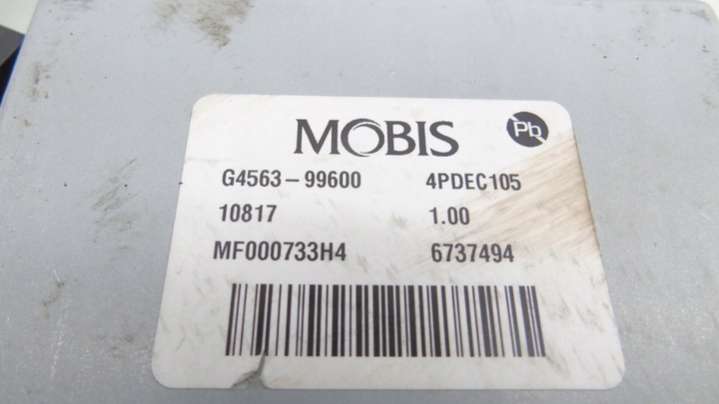 MOBIS Pb
G4563-99600 4PDEC105
10817 1.00
MF000733H4 6737494